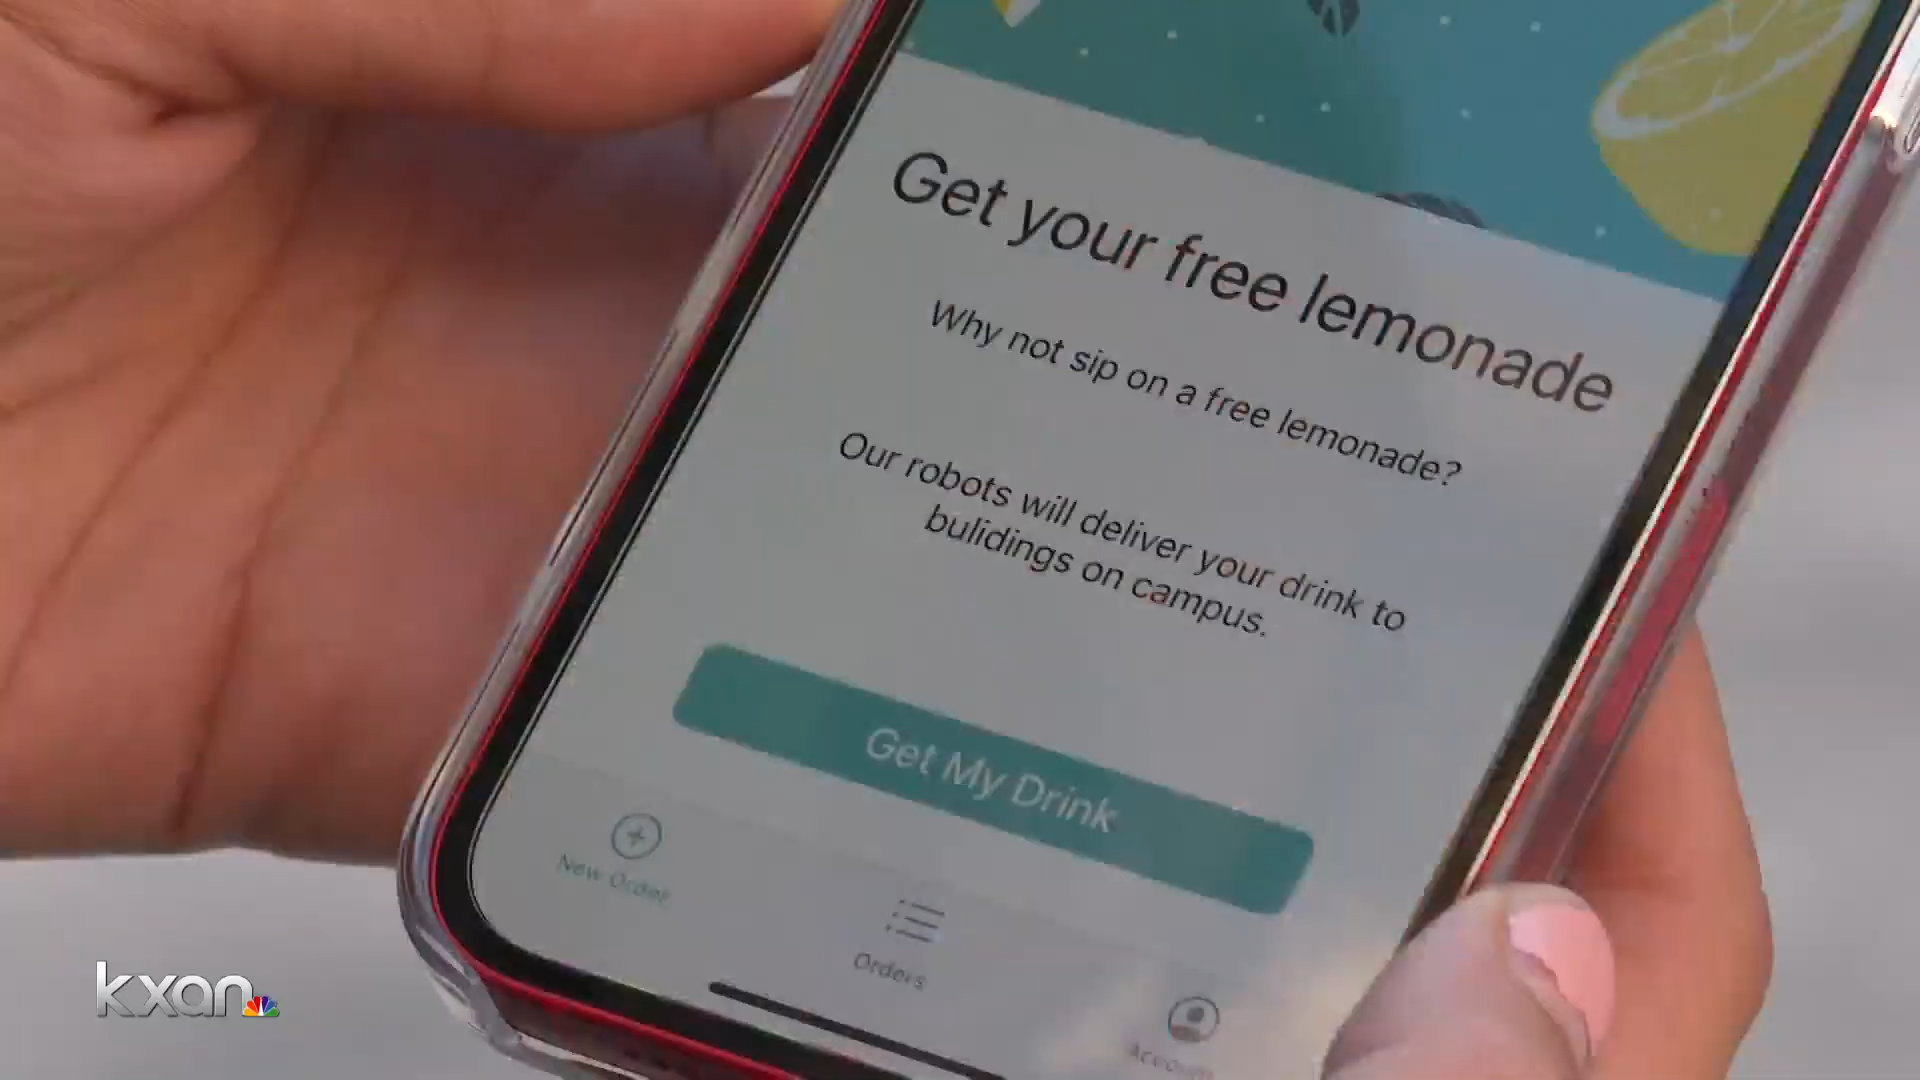 Get your free lemonade
Why not sip on a free lemonade?
Our robots will deliver your drink to
bulidings on campus.
Get My Drink
New Order
Orders
Account
kxan